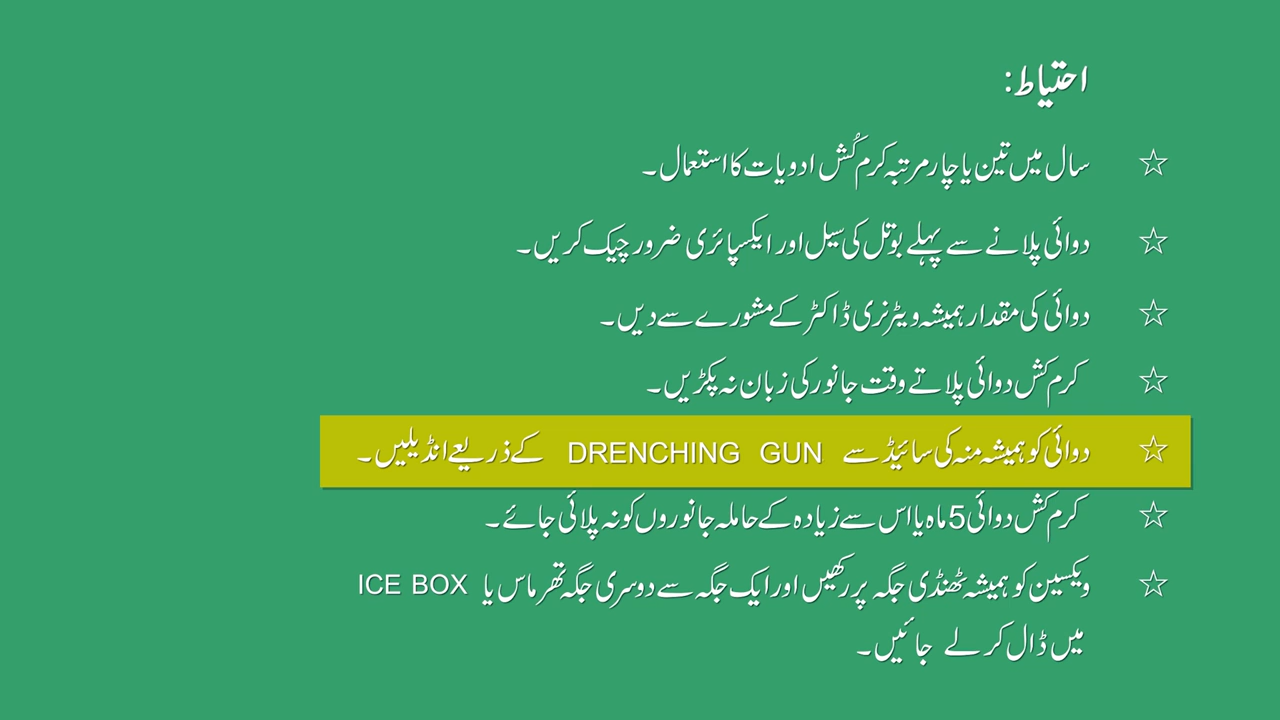 احتیاط:
☆ سال میں تین یا چار مرتبہ کرم کُش ادویات کا استعمال۔
☆ دوائی پلانے سے پہلے بوتل کی سیل اور ایکسپائری ضرور چیک کریں۔
☆ دوائی کی مقدار ہمیشہ ویٹرنری ڈاکٹر کے مشورے سے دیں۔
☆ کرم کش دوائی پلاتے وقت جانور کی زبان نہ پکڑیں۔
☆ دوائی کو ہمیشہ منہ کی سائیڈ سے DRENCHING GUN کے ذریعے انڈیلیں۔
☆ کرم کش دوائی 5 ماہ یا اس سے زیادہ کے حاملہ جانوروں کو نہ پلائی جائے۔
☆ ویکسین کو ہمیشہ ٹھنڈی جگہ پر رکھیں اور ایک جگہ سے دوسری جگہ تھرماس یا ICE BOX
میں ڈال کر لے جائیں۔